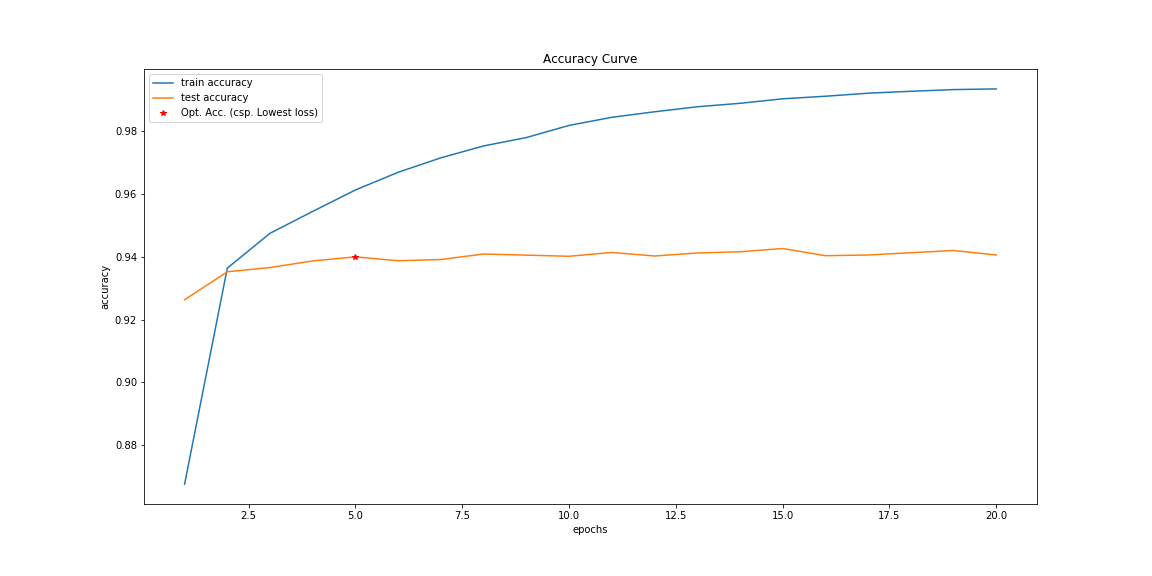 Accuracy Curve
train accuracy
test accuracy
Opt. Acc. (csp. Lowest loss)
0.98
0.96
0.94
0.92
0.90
0.88
accuracy
2.5 5.0 7.5 10.0 12.5 15.0 17.5 20.0
epochs